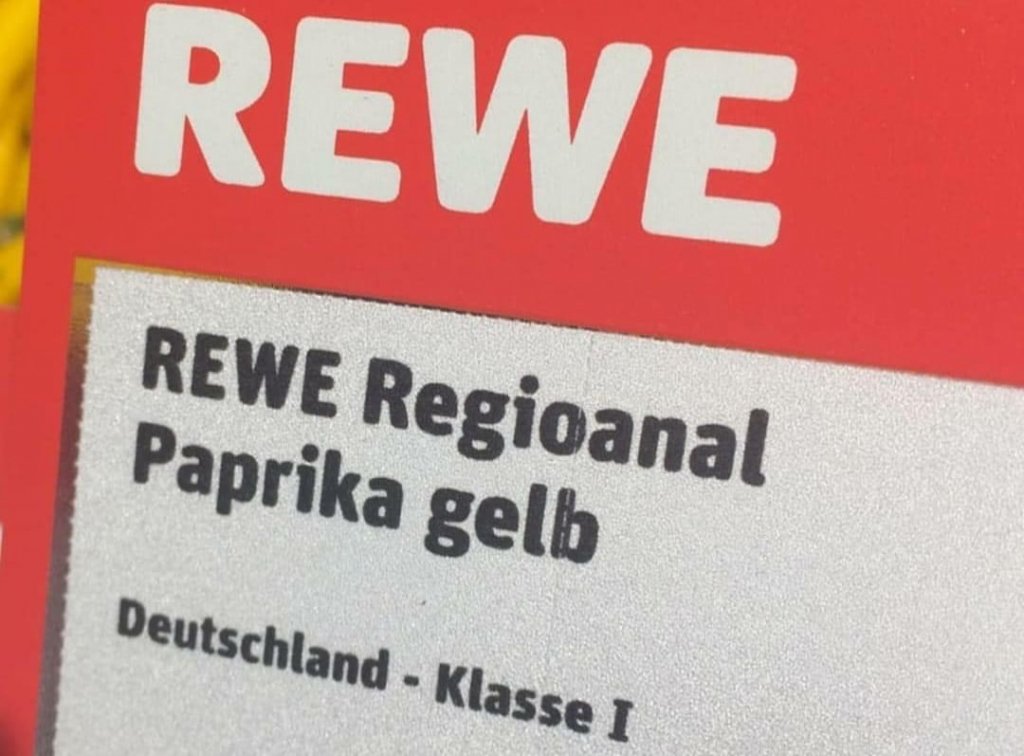 REWE
REWE Regioanal
Paprika gelb
Deutschland - Klasse I